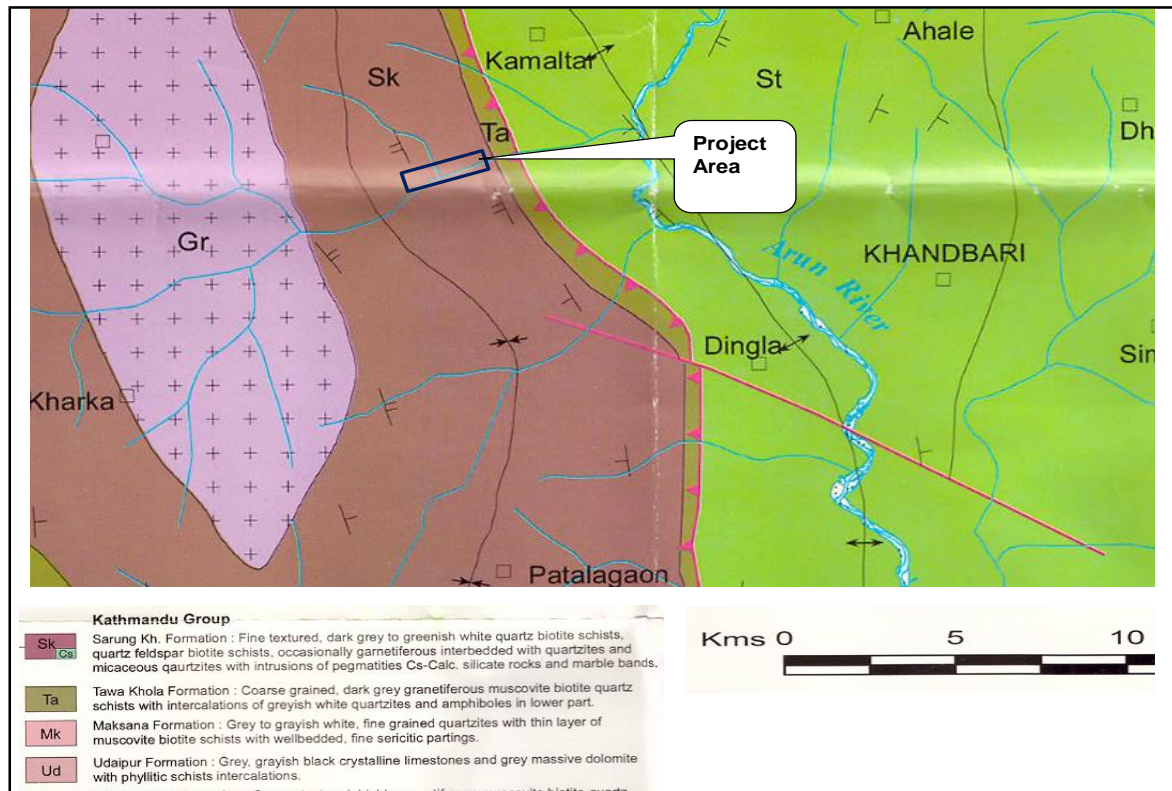 Kamaltar
Ahale
Sk
St
Ta
Dh
Project
Area
Gr
KHANDBARI
Arun River
Dingla
Sim
Kharka
Patalagaon
Kathmandu Group
Sk
Cs
Sarung Kh. Formation : Fine textured, dark grey to greenish white quartz biotite schists,
quartz feldspar biotite schists, occasionally garnetiferous interbedded with quartzites and
micaceous qaurtzites with intrusions of pegmatities Cs-Calc. silicate rocks and marble bands.
Ta
Tawa Khola Formation : Coarse grained, dark grey granetiferous muscovite biotite quartz
schists with intercalations of greyish white quartzites and amphiboles in lower part.
Mk
Maksana Formation : Grey to grayish white, fine grained quartzites with thin layer of
muscovite biotite schists with wellbedded, fine sericitic partings.
Ud
Udaipur Formation : Grey, grayish black crystalline limestones and grey massive dolomite
with phyllitic schists intercalations.
Kms 0 5 10